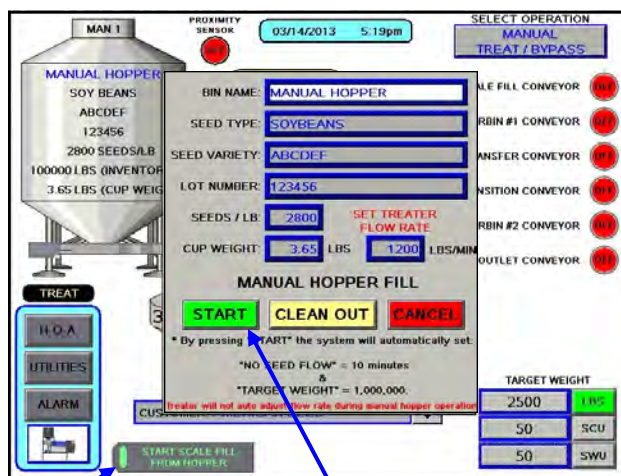 MAN 1
PROXIMITY
SENSOR
03/14/2013 5:19pm
SELECT OPERATION
MANUAL
TREAT / BYPASS
MANUAL HOPPER
SOY BEANS
ABCDEF
123456
2800 SEEDS/LB
100000 LBS (INVENTOR
3.65 LBS (CUP WEIG
BIN NAME: MANUAL HOPPER
SEED TYPE: SOYBEANS
SEED VARIETY: ABCDEF
LOT NUMBER: 123456
SEEDS / LB: 2800
SET TREATER
FLOW RATE
CUP WEIGHT: 3.65 LBS 1200 LBS/MIN
MANUAL HOPPER FILL
START CLEAN OUT CANCEL
* By pressing "START" the system will automatically set:
"NO SEED FLOW" = 10 minutes
&
"TARGET WEIGHT" = 1,000,000.
Treater will not auto adjust flow rate during manual hopper operation
ALE FILL CONVEYOR OFF
RBIN #1 CONVEYOR OFF
ANSFER CONVEYOR OFF
NSITION CONVEYOR OFF
RBIN #2 CONVEYOR OFF
OUTLET CONVEYOR OFF
TREAT
H-O-A
UTILITIES
ALARM
3
START SCALE FILL
FROM HOPPER
TARGET WEIGHT
2500 LBS
50 SCU
50 SWU